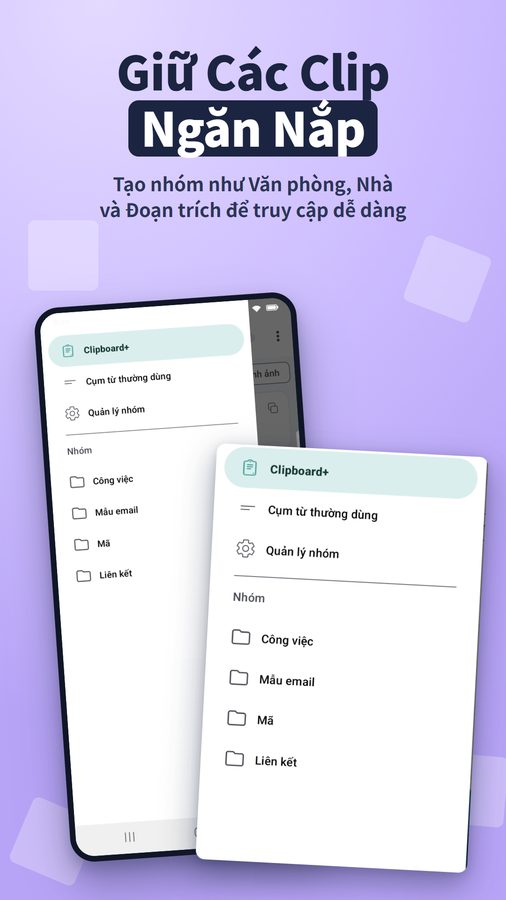 Giữ Các Clip
Ngăn Nắp
Tạo nhóm như Văn phòng, Nhà
và Đoạn trích để truy cập dễ dàng
Clipboard+
Cụm từ thường dùng
Quản lý nhóm
Nhóm
Công việc
Mẫu email
Mã
Liên kết
ảnh
Clipboard+
Cụm từ thường dùng
Quản lý nhóm
Nhóm
Công việc
Mẫu email
Mã
Liên kết